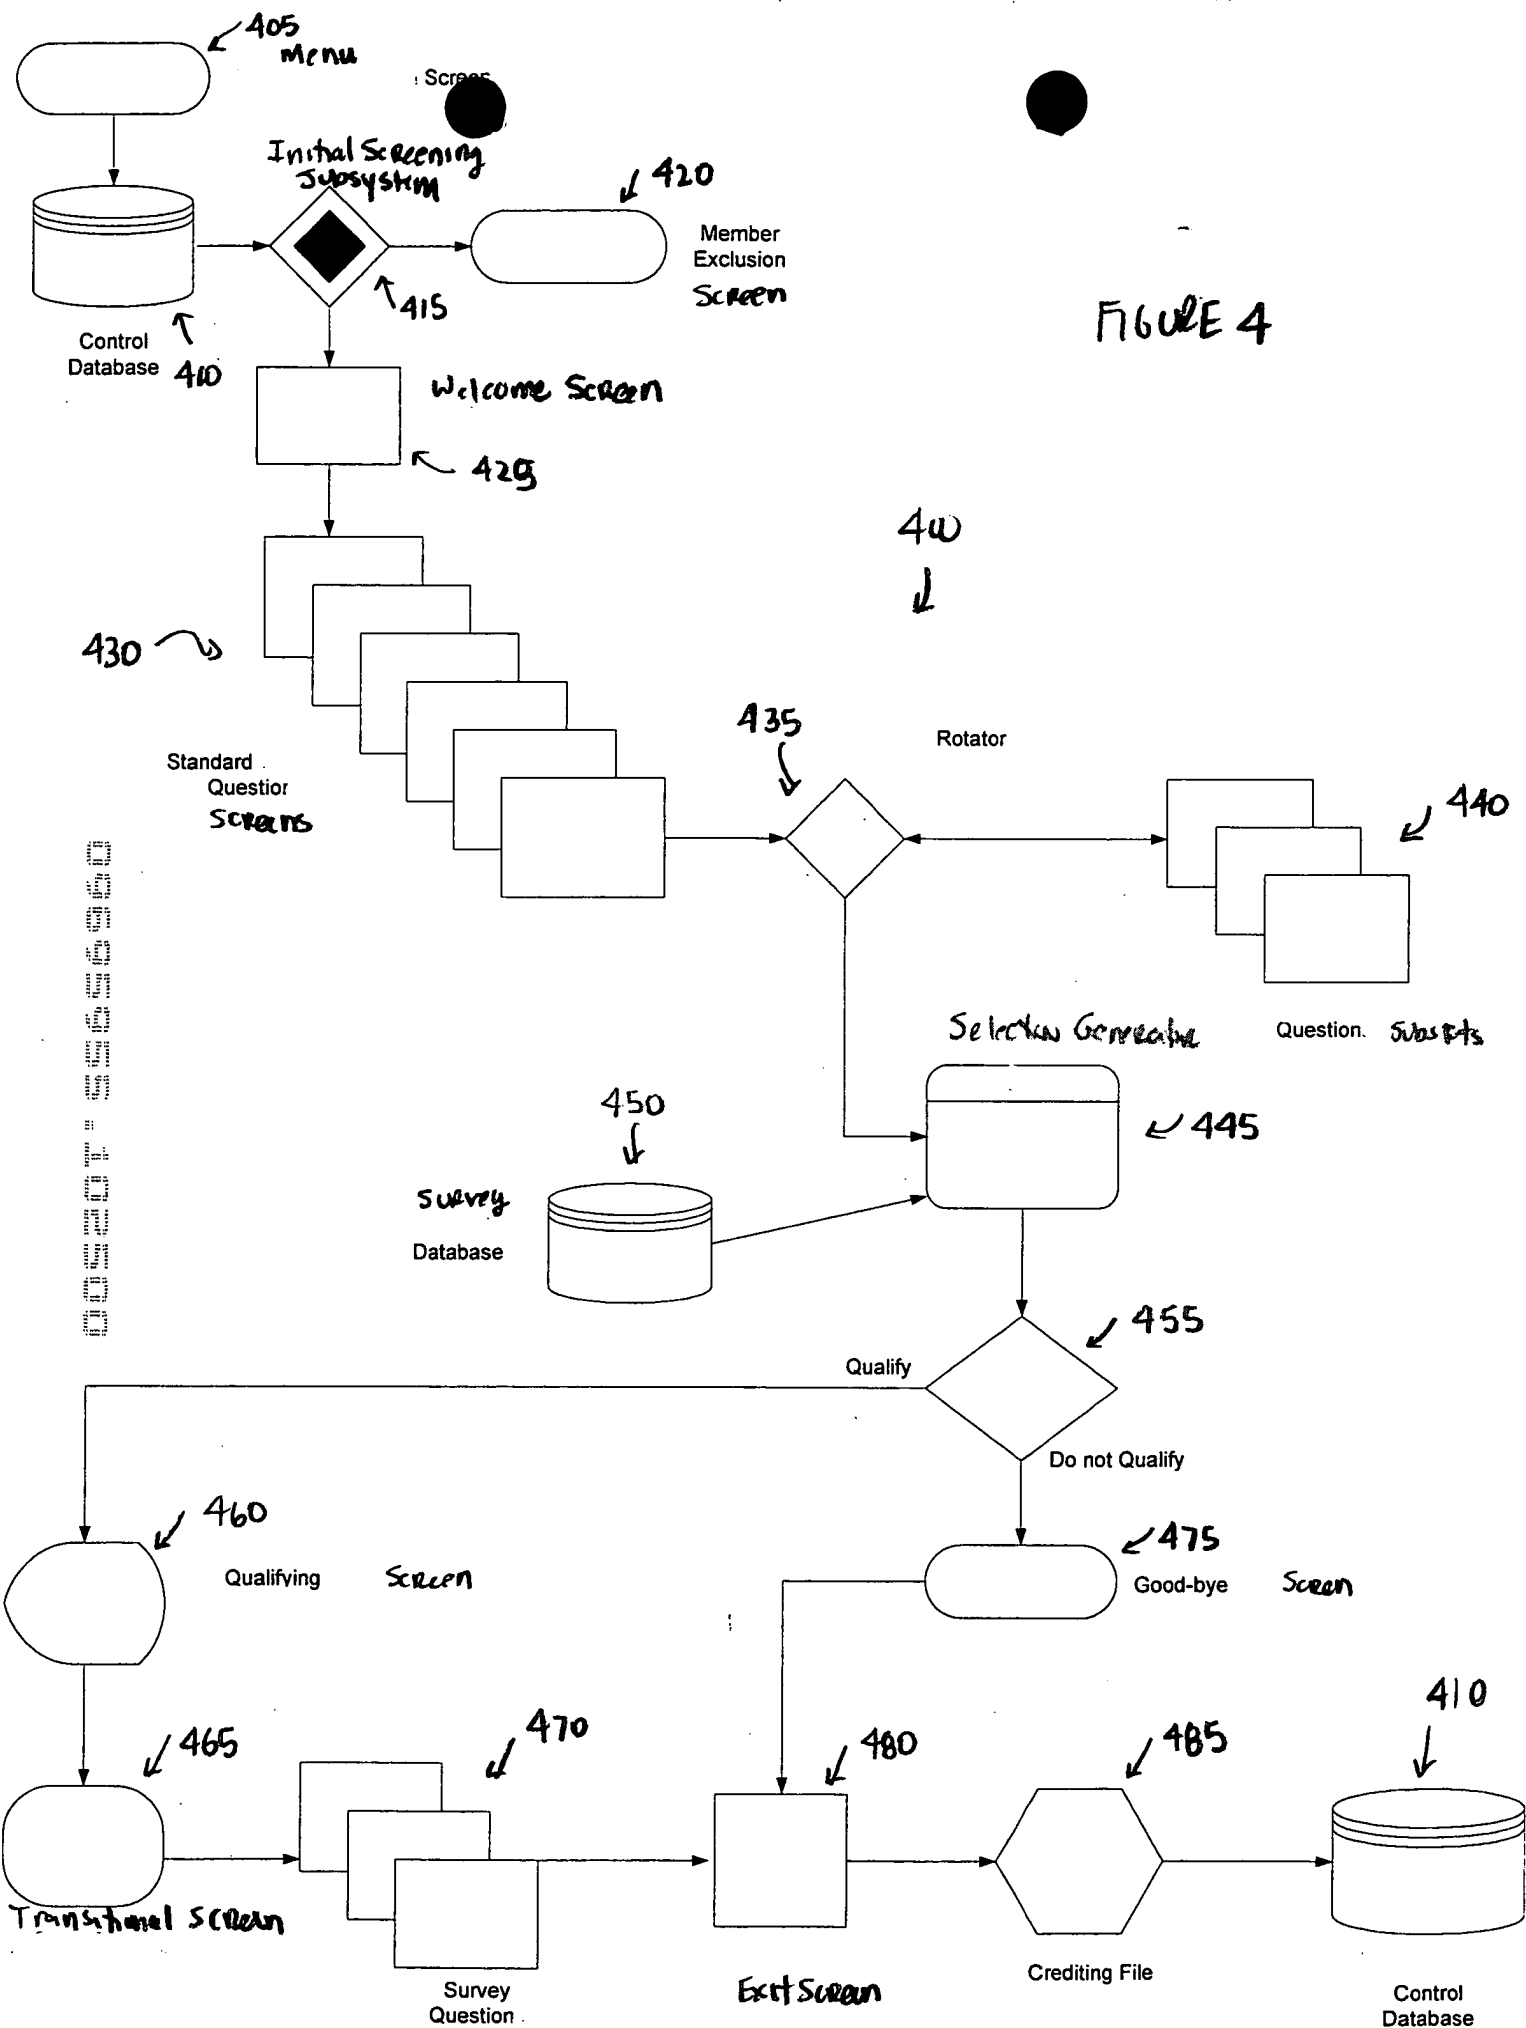 405
Menu
Screen
Initial Screening
Subsystem
420
Member
Exclusion
Screen
415
FIGURE 4
Control
Database
410
Welcome Screen
425
400
430
435
Rotator
Standard
Question
Screens
440
09695955.102500
Selection Generator
Question. Subsets
450
445
Survey
Database
455
Qualify
Do not Qualify
460
475
Qualifying Screen
Good-bye Screen
410
465
470
480
485
Transitional Screen
Survey
Question
Exit Screen
Crediting File
Control
Database